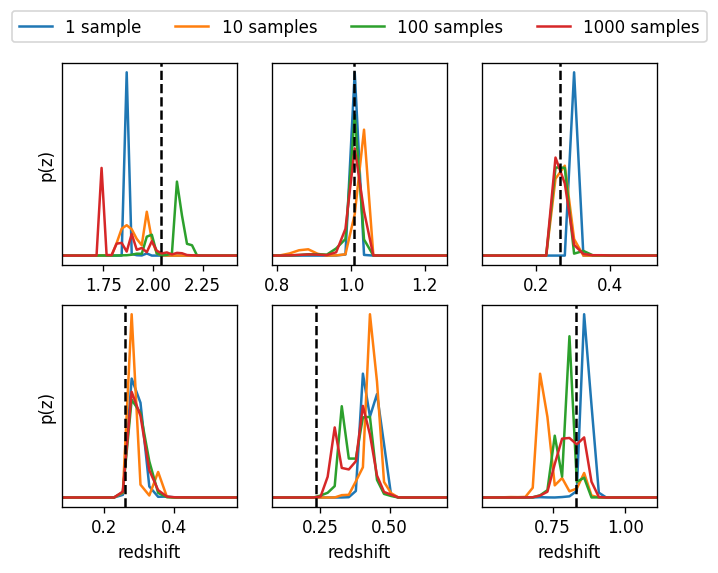 1 sample 10 samples 100 samples 1000 samples
p(z)
1.75 2.00 2.25
0.8 1.0 1.2
0.2 0.4
p(z)
0.2 0.4
0.25 0.50
0.75 1.00
redshift redshift redshift